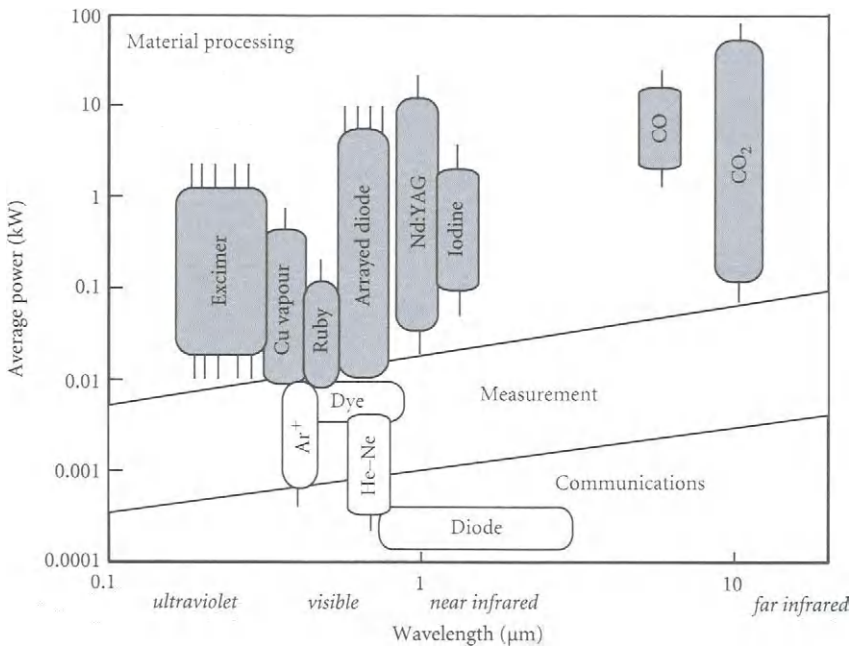 100
Material processing
10
1
0.1
0.01
0.001
0.0001
Average power (kW)
Excimer
Cu vapour
Ruby
Arrayed diode
Nd:YAG
Iodine
CO
CO₂
Dye
Measurement
Ar⁺
He–Ne
Communications
Diode
0.1
1
10
ultraviolet
visible
near infrared
far infrared
Wavelength (μm)